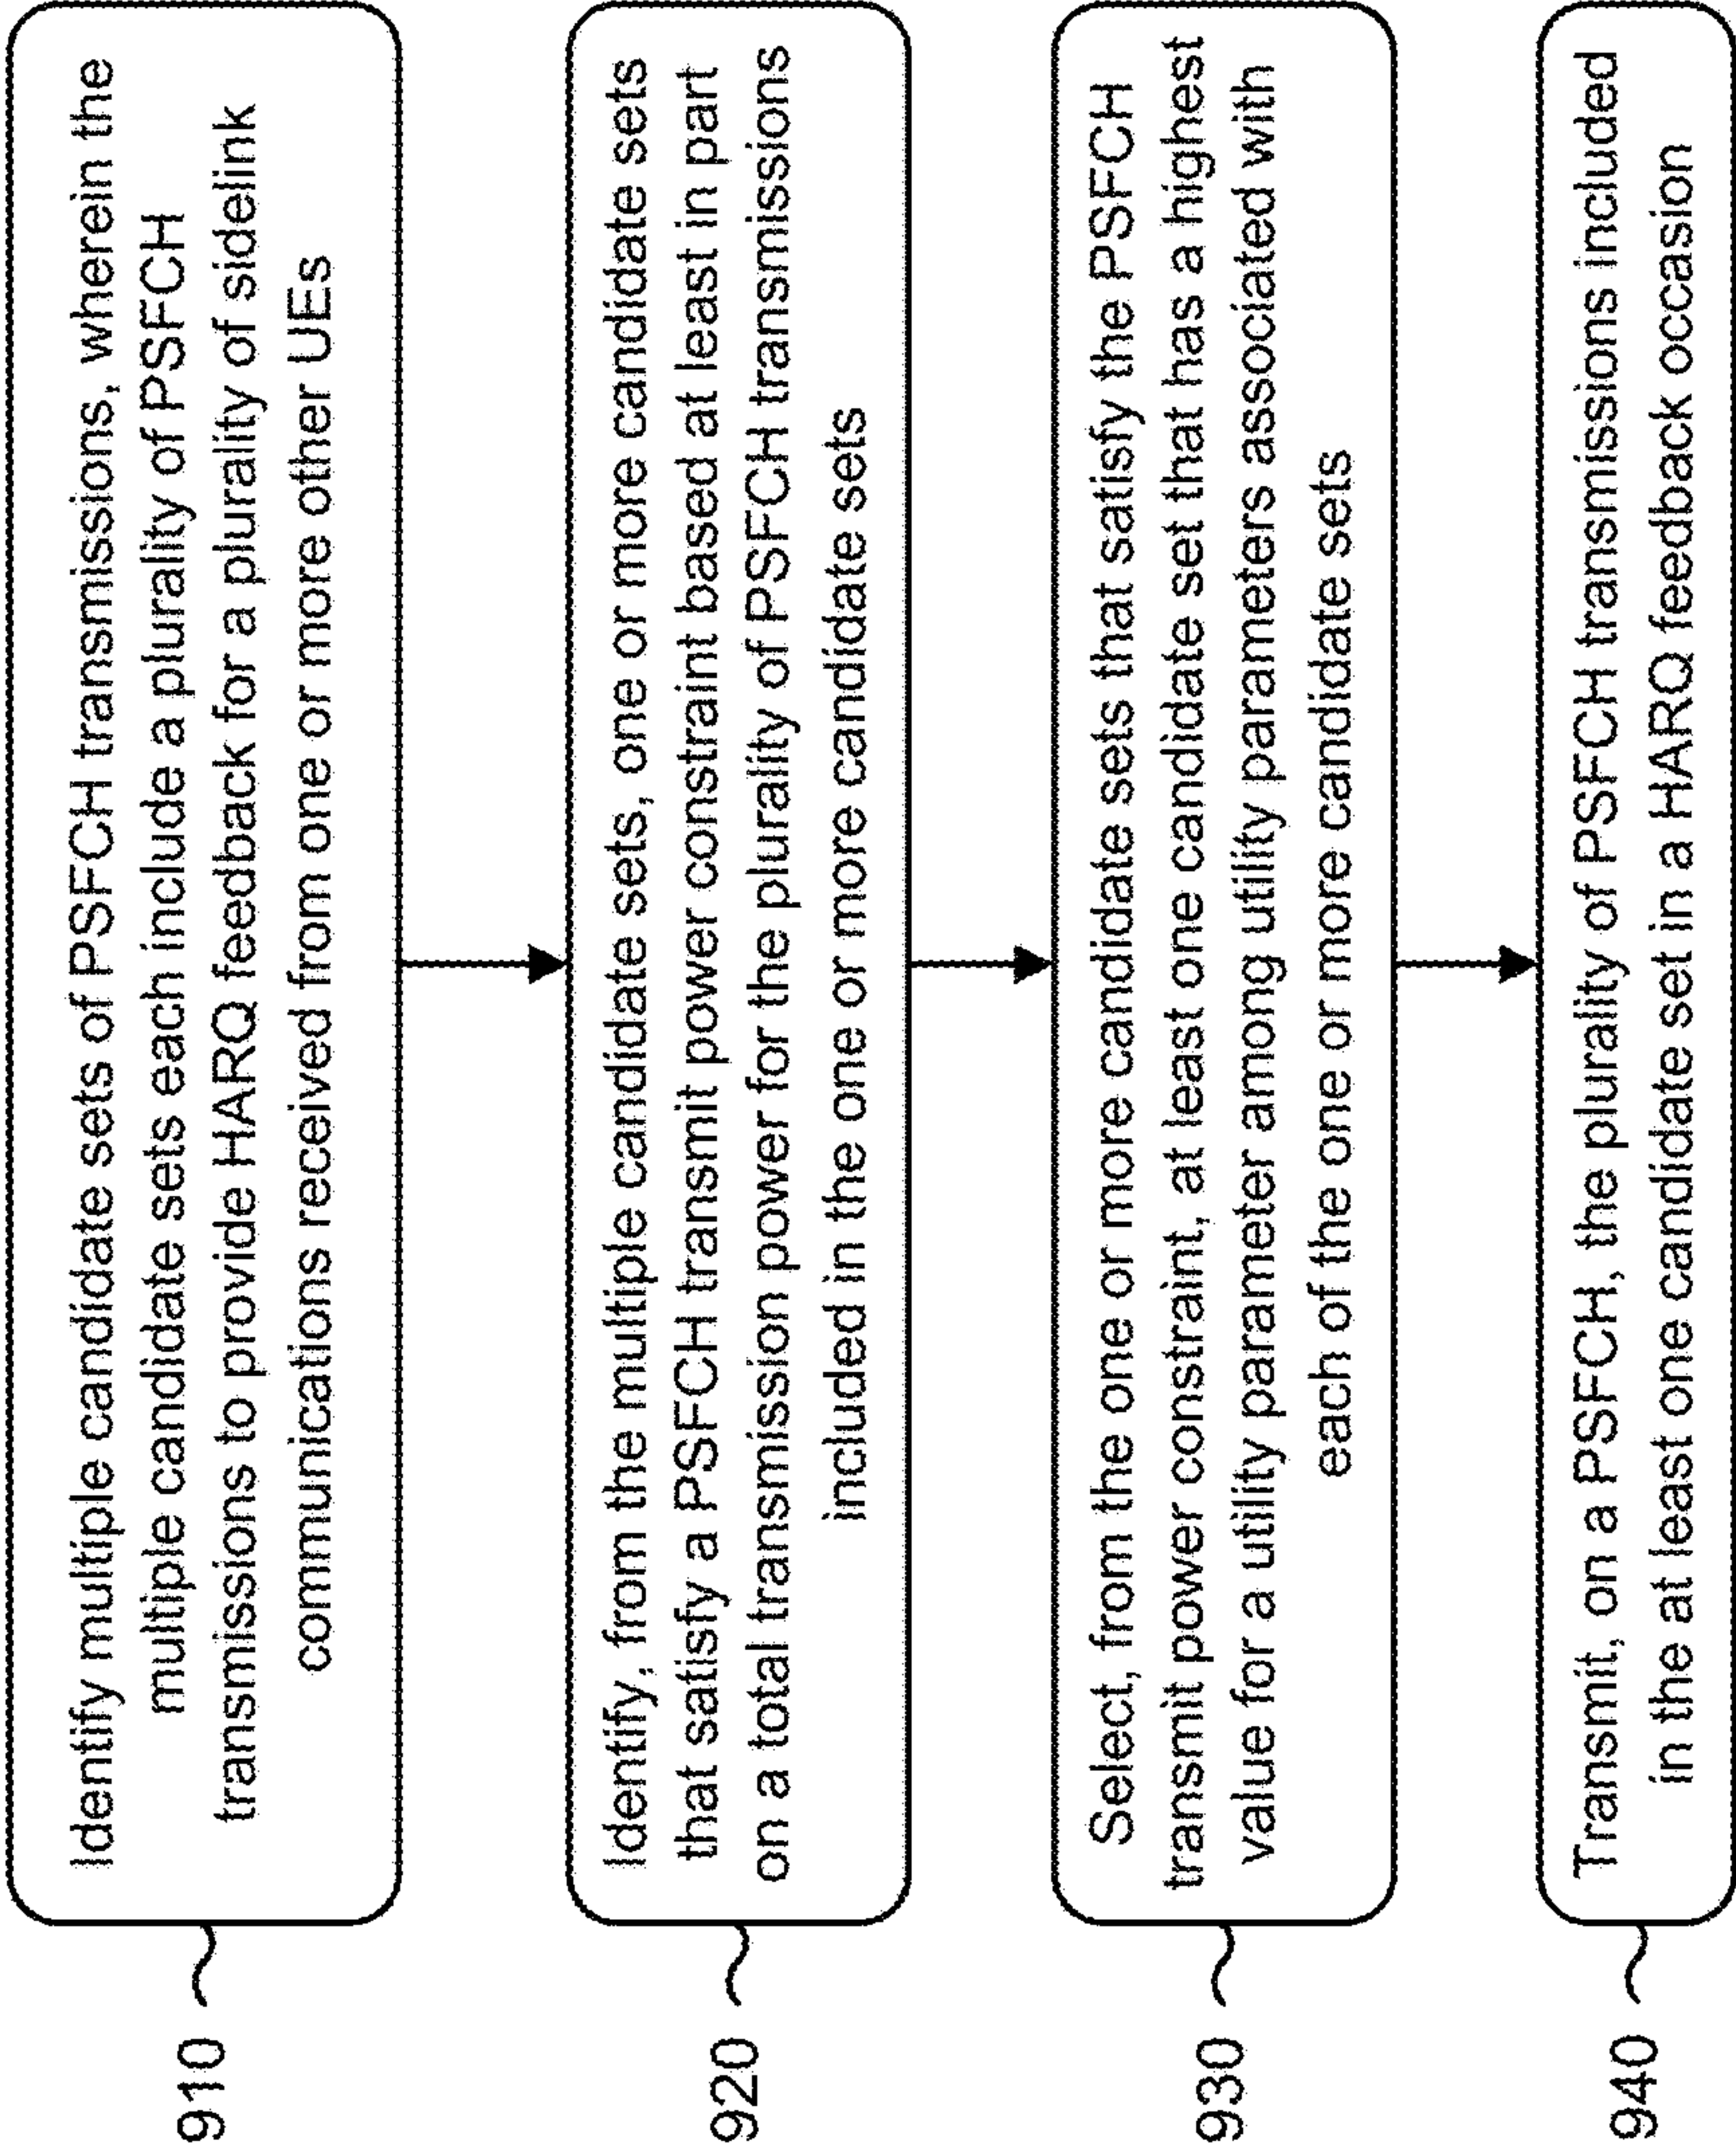 910
Identify multiple candidate sets of PSFCH transmissions, wherein the
multiple candidate sets each include a plurality of PSFCH
transmissions to provide HARQ feedback for a plurality of sidelink
communications received from one or more other UEs
920
Identify, from the multiple candidate sets, one or more candidate sets
that satisfy a PSFCH transmit power constraint based at least in part
on a total transmission power for the plurality of PSFCH transmissions
included in the one or more candidate sets
930
Select, from the one or more candidate sets that satisfy the PSFCH
transmit power constraint, at least one candidate set that has a highest
value for a utility parameter among utility parameters associated with
each of the one or more candidate sets
940
Transmit, on a PSFCH, the plurality of PSFCH transmissions included
in the at least one candidate set in a HARQ feedback occasion